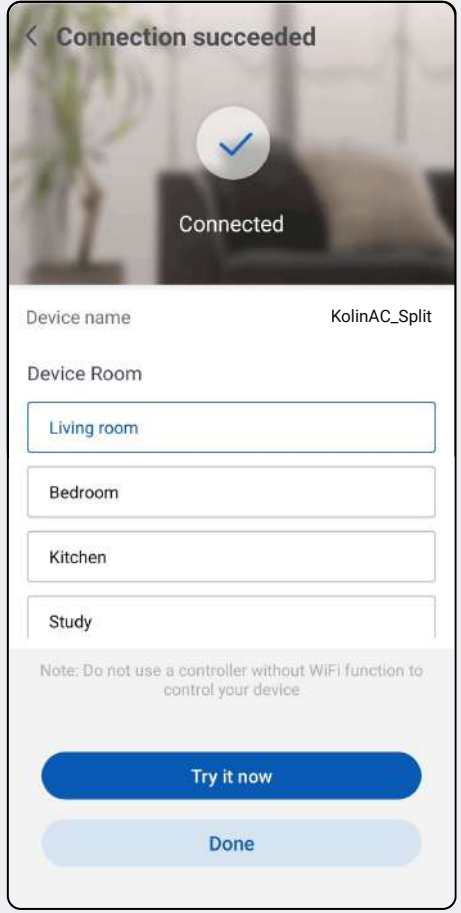 Connection succeeded
Connected
Device name KolinAC_Split
Device Room
Living room
Bedroom
Kitchen
Study
Note: Do not use a controller without WiFi function to
control your device
Try it now
Done